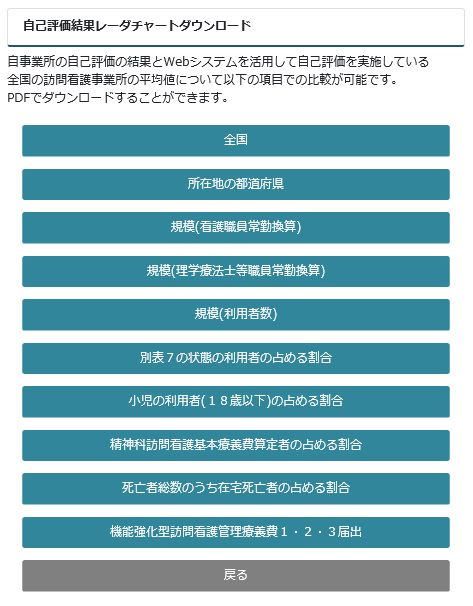 自己評価結果レーダチャートダウンロード
自事業所の自己評価の結果とWebシステムを活用して自己評価を実施している
全国の訪問看護事業所の平均値について以下の項目での比較が可能です。
PDFでダウンロードすることができます。
全国
所在地の都道府県
規模(看護職員常勤換算)
規模(理学療法士等職員常勤換算)
規模(利用者数)
別表７の状態の利用者の占める割合
小児の利用者(１８歳以下)の占める割合
精神科訪問看護基本療養費算定者の占める割合
死亡者総数のうち在宅死亡者の占める割合
機能強化型訪問看護管理療養費１・２・３届出
戻る